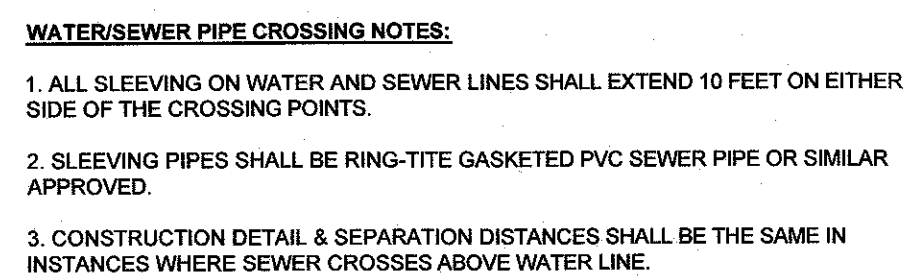 WATER/SEWER PIPE CROSSING NOTES:
1. ALL SLEEVING ON WATER AND SEWER LINES SHALL EXTEND 10 FEET ON EITHER
SIDE OF THE CROSSING POINTS.
2. SLEEVING PIPES SHALL BE RING-TITE GASKETED PVC SEWER PIPE OR SIMILAR
APPROVED.
3. CONSTRUCTION DETAIL & SEPARATION DISTANCES SHALL BE THE SAME IN
INSTANCES WHERE SEWER CROSSES ABOVE WATER LINE.